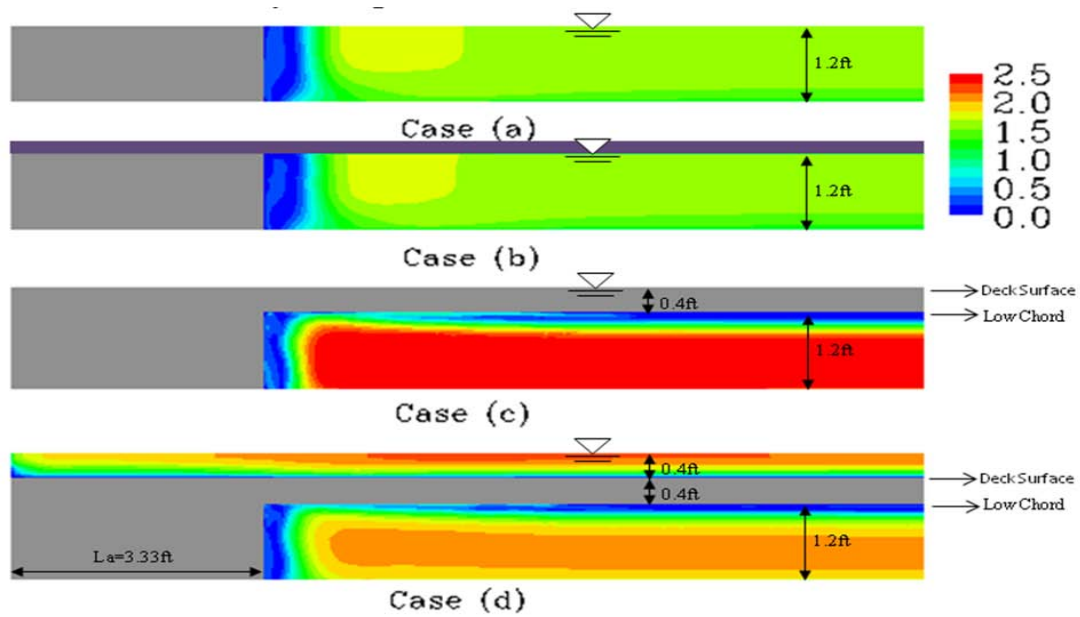 1.2ft
2.5
2.0
1.5
1.0
0.5
0.0
Case (a)
1.2ft
Case (b)
0.4ft
Deck Surface
Low Chord
1.2ft
Case (c)
0.4ft
Deck Surface
0.4ft
Low Chord
1.2ft
La=3.33ft
Case (d)